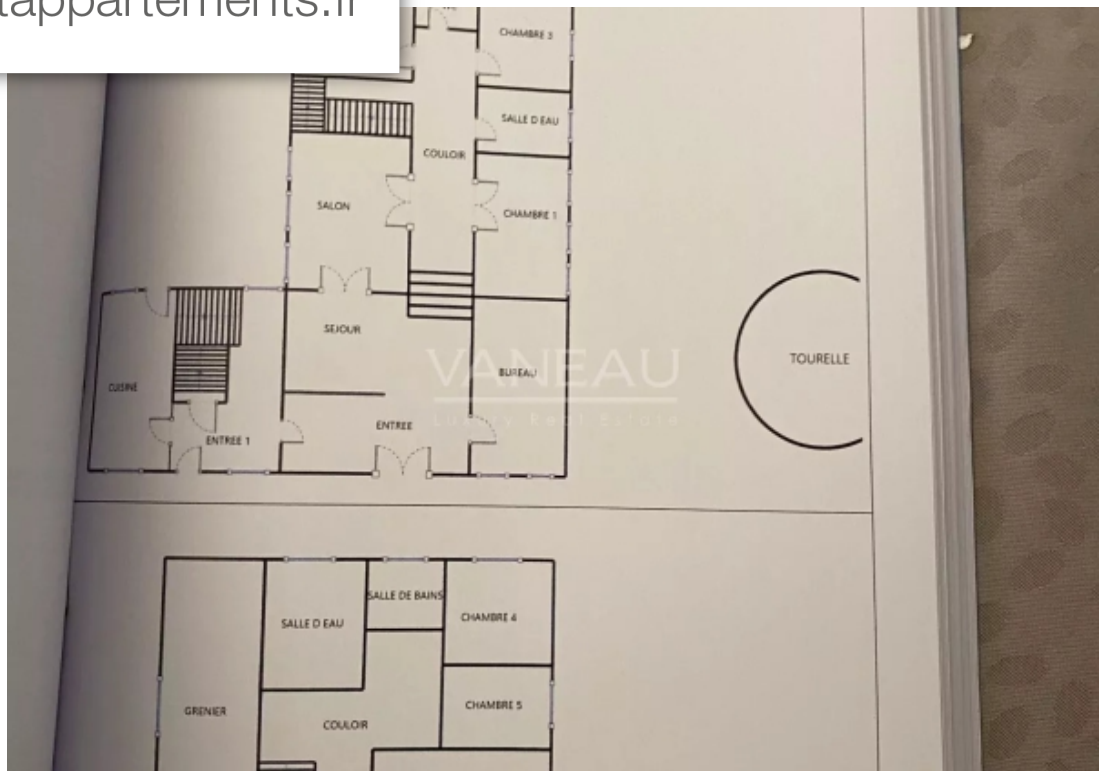 tappartements.fr
CHAMBRE 3
SALLE D EAU
COULOIR
SALON
CHAMBRE 1
SEJOUR
VANEAU
Luxury Real Estate
TOURELLE
CUISINE
BUREAU
ENTREE
ENTREE 1
SALLE DE BAINS
CHAMBRE 4
SALLE D EAU
CHAMBRE 5
GRENIER
COULOIR